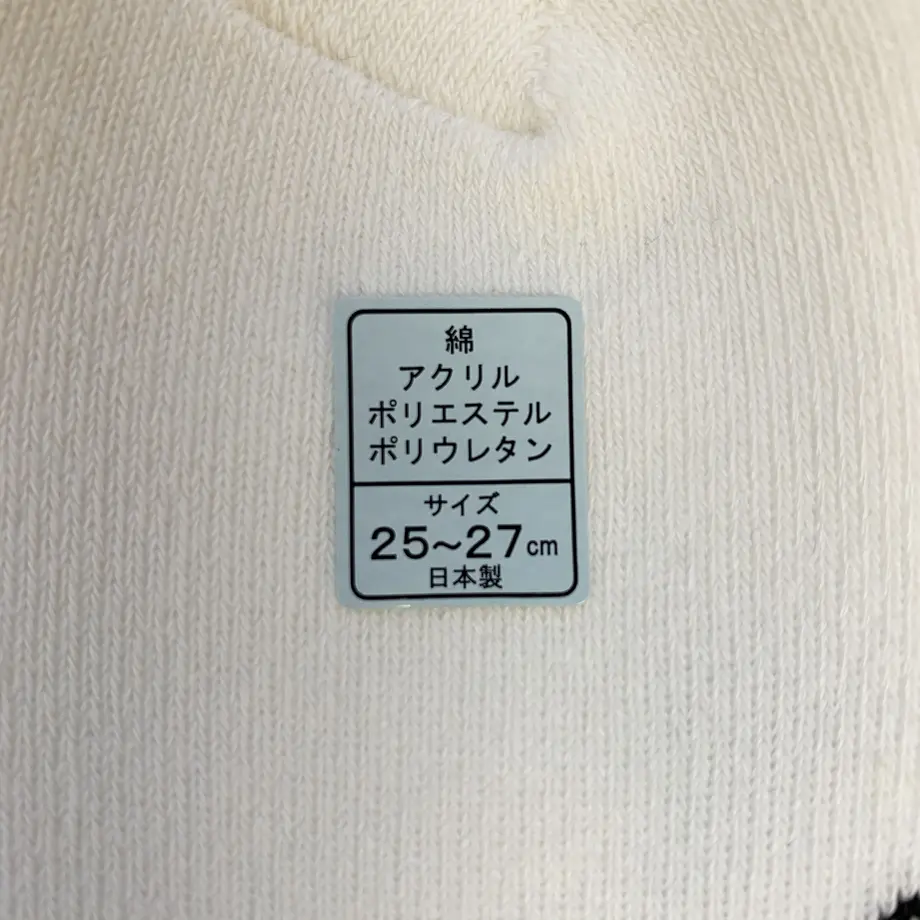 綿
アクリル
ポリエステル
ポリウレタン
サイズ
25～27cm
日本製